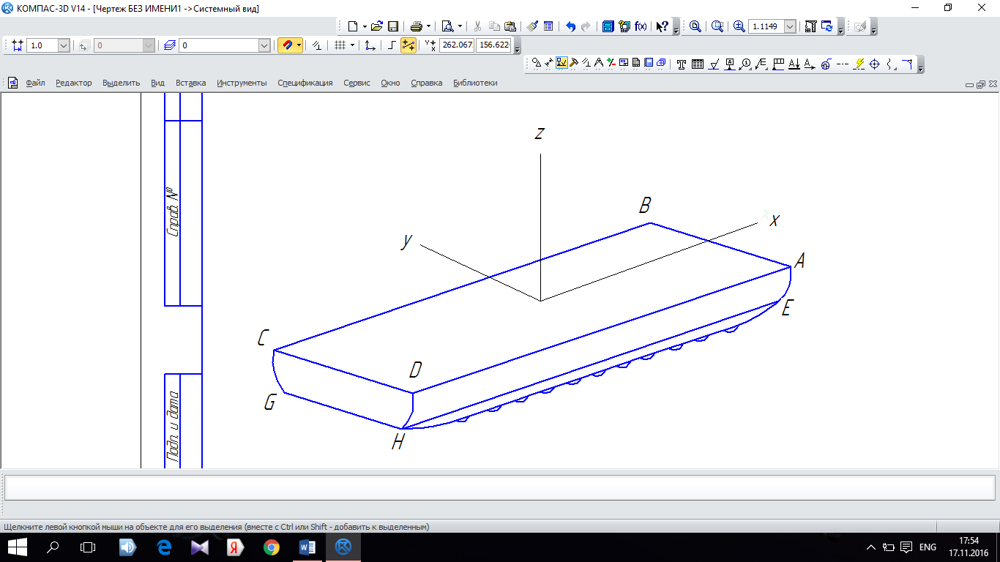 КОМПАС-3D V14 - [Чертеж БЕЗ ИМЕНИ1 ->Системный вид]
1.1149
1.0
0
0
262.067
156.622
Файл Редактор Выделить Вид Вставка Инструменты Спецификация Сервис Окно Справка Библиотеки
z
B
x
y
A
E
C
D
G
H
Справ. №
Подп. и дата
Щелкните левой кнопкой мыши на объекте для его выделения (вместе с Ctrl или Shift - добавить к выделенным)
ENG
17:54
17.11.2016